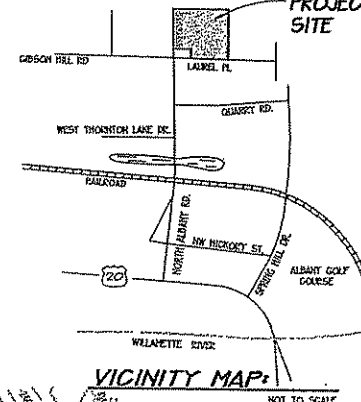 PROJECT
SITE
GIBSON HILL RD
LAUREL PL
QUARRY RD.
WEST THORNTON LAKE DR.
RAILROAD
NORTH ALBANY RD.
NW HICKORY ST.
SPRING HILL DR.
ALBANY GOLF
COURSE
20
WILLAMETTE RIVER
VICINITY MAP:
NOT TO SCALE